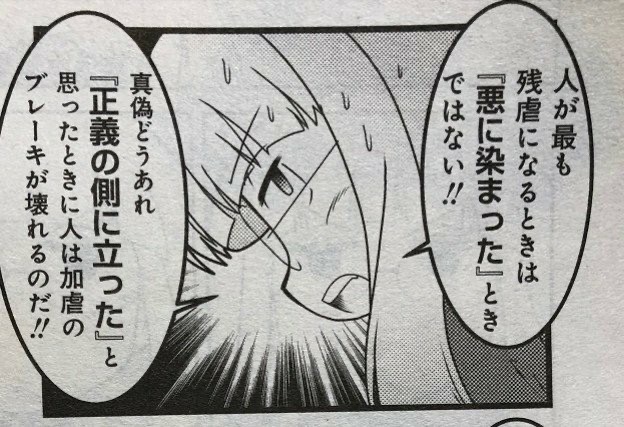 人が最も
残虐になるときは
『悪に染まった』とき
ではない!!
真偽どうあれ
『正義の側に立った』と
思ったときに人は加虐の
ブレーキが壊れるのだ!!